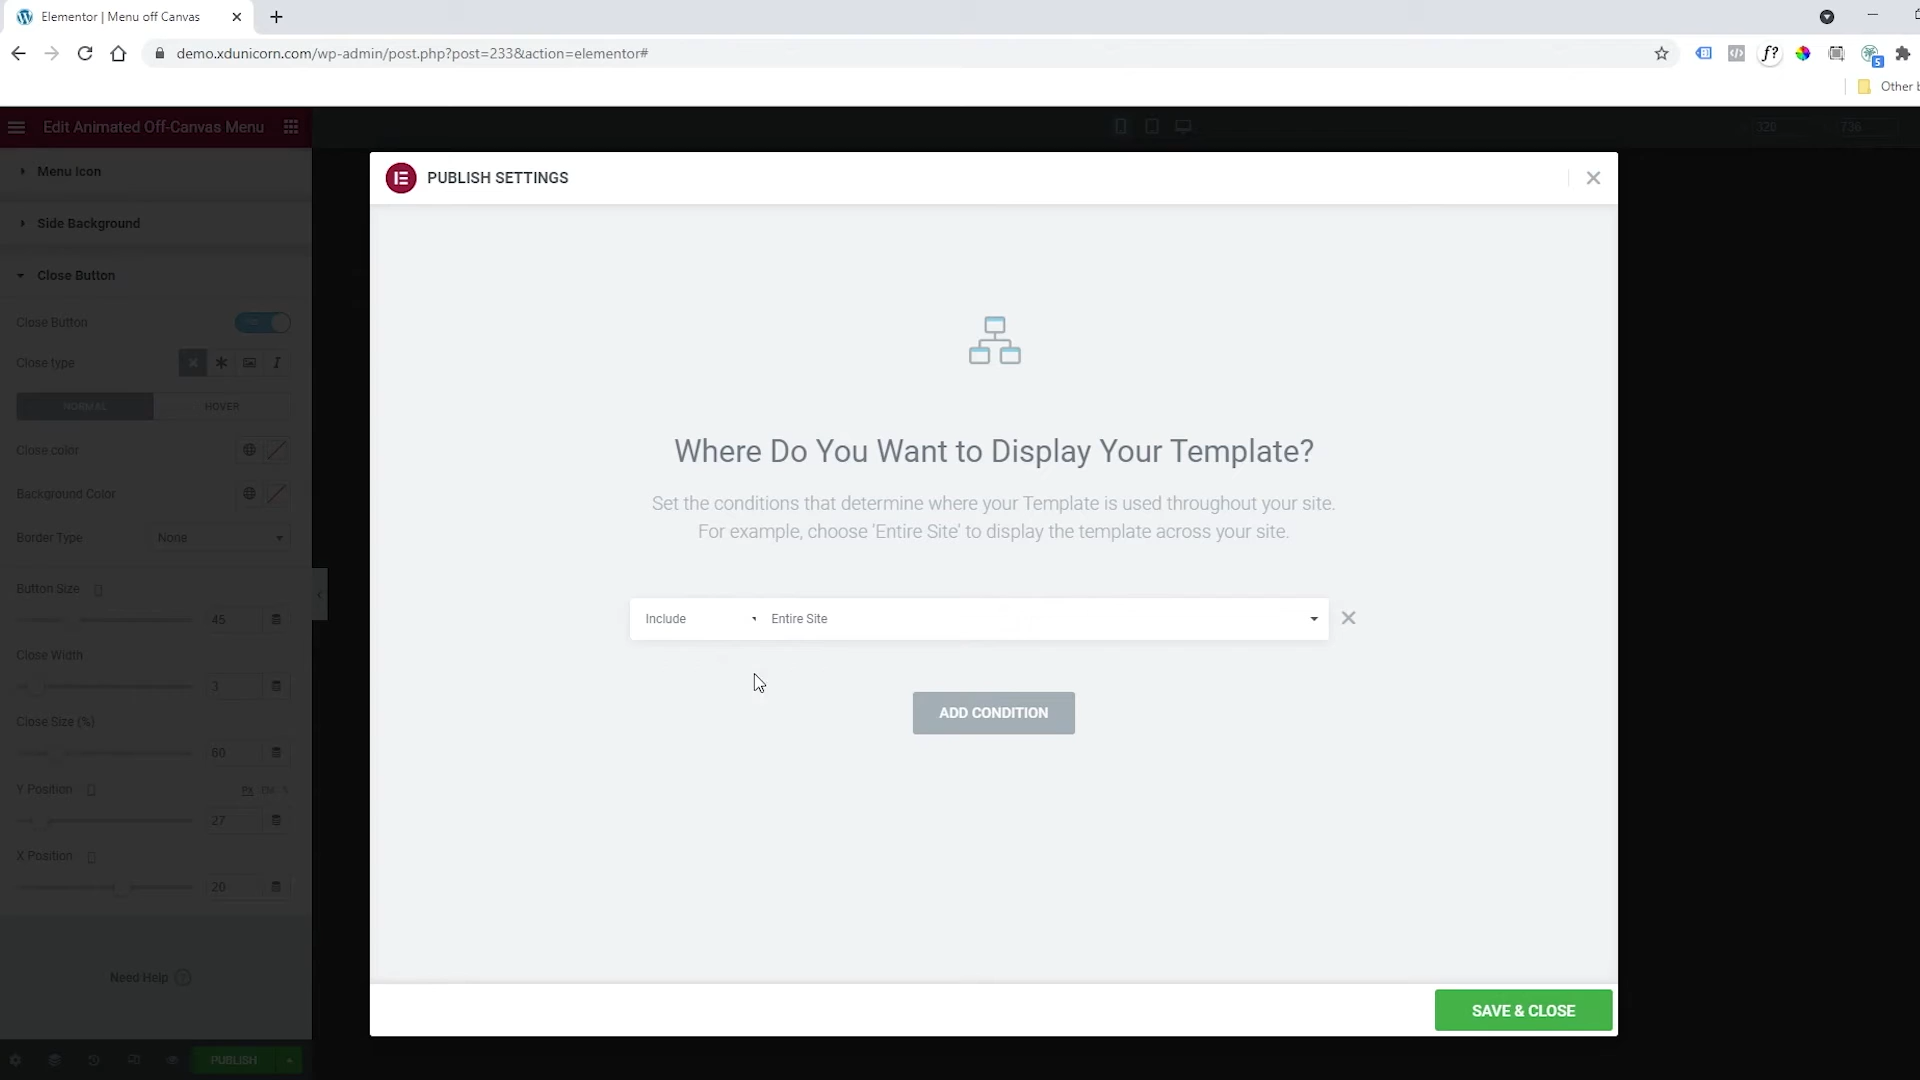 Elementor | Menu off Canvas
demo.xdunicorn.com/wp-admin/post.php?post=233&action=elementor#
f?
5
Other b
Edit Animated Off-Canvas Menu
320
736
Menu Icon
Side Background
Close Button
Close Button
Close type
NORMAL
HOVER
Close color
Background Color
Border Type
None
Button Size
45
Close Width
3
Close Size (%)
60
Y Position
PX EM %
27
X Position
20
Need Help ?
PUBLISH
PUBLISH SETTINGS
Where Do You Want to Display Your Template?
Set the conditions that determine where your Template is used throughout your site.
For example, choose 'Entire Site' to display the template across your site.
Include
Entire Site
ADD CONDITION
SAVE & CLOSE